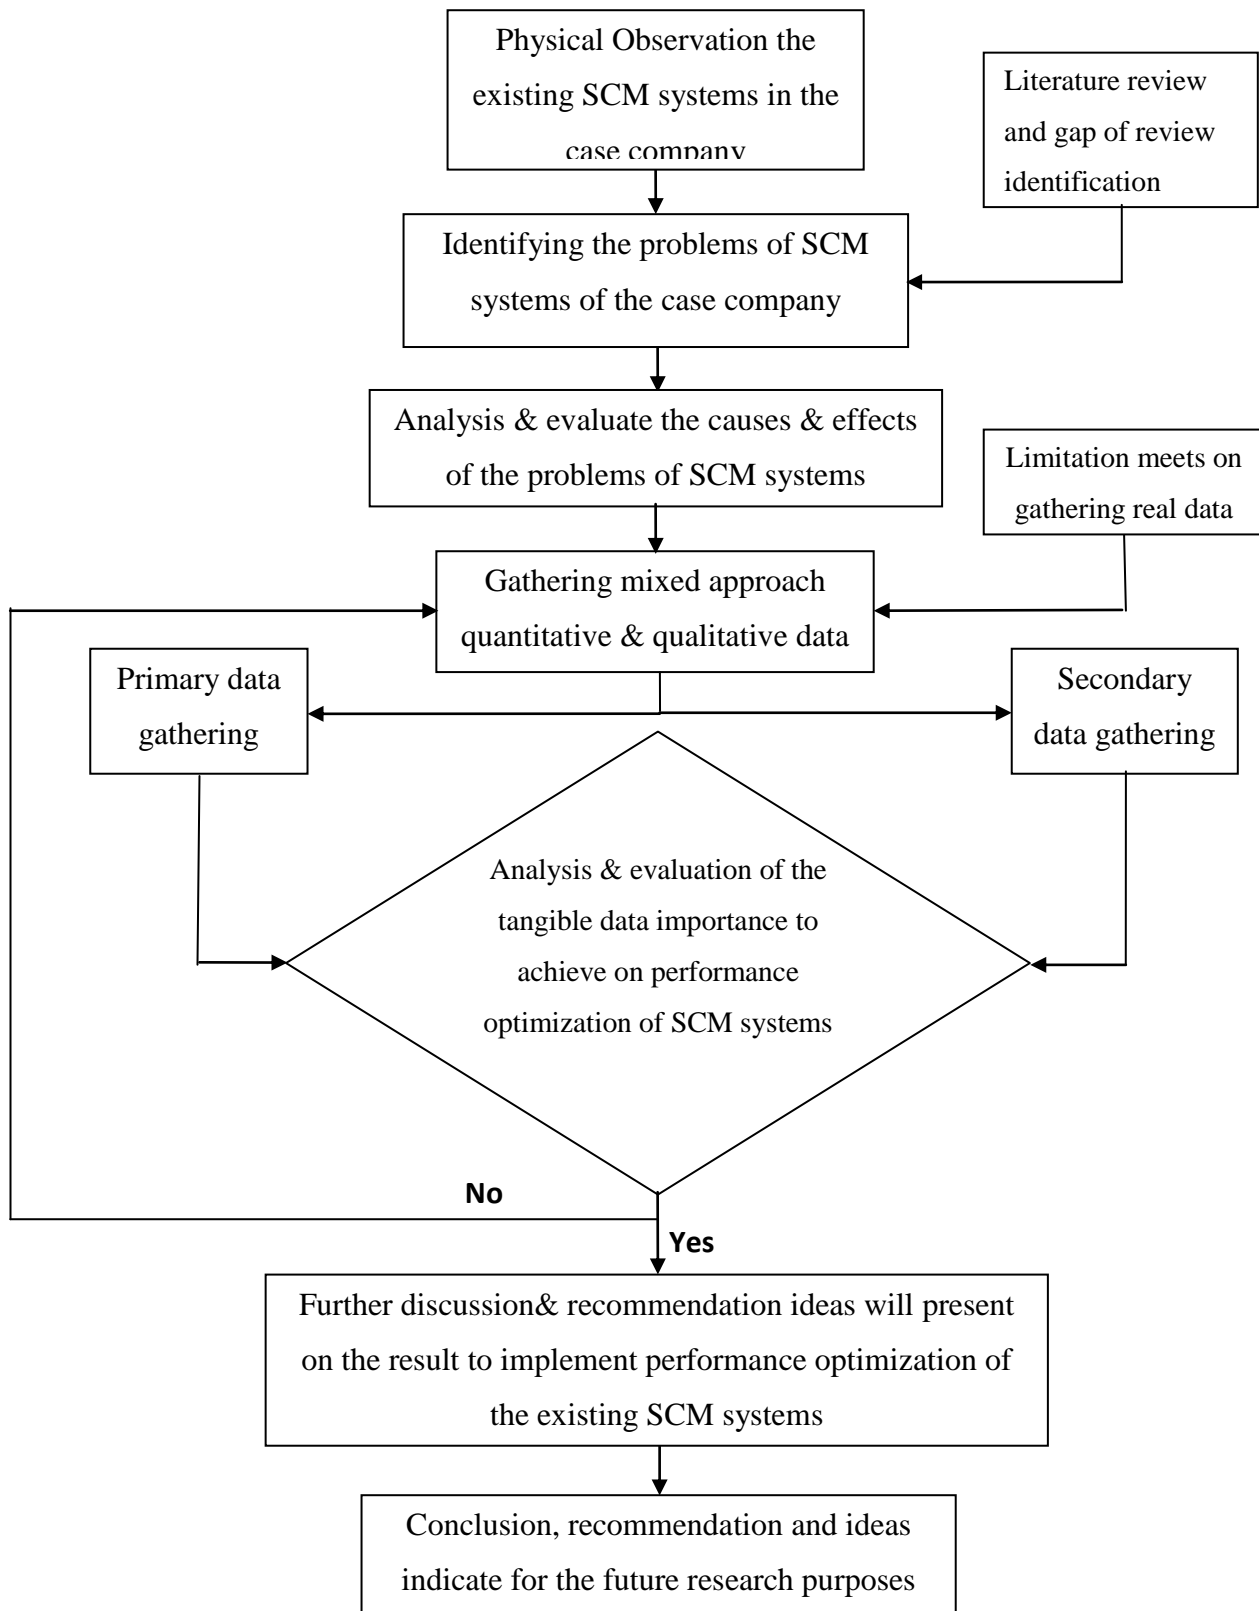 Physical Observation the
existing SCM systems in the
case company
Literature review
and gap of review
identification
Identifying the problems of SCM
systems of the case company
Analysis & evaluate the causes & effects
of the problems of SCM systems
Limitation meets on
gathering real data
Gathering mixed approach
quantitative & qualitative data
Primary data
gathering
Secondary
data gathering
Analysis & evaluation of the
tangible data importance to
achieve on performance
optimization of SCM systems
No
Yes
Further discussion& recommendation ideas will present
on the result to implement performance optimization of
the existing SCM systems
Conclusion, recommendation and ideas
indicate for the future research purposes